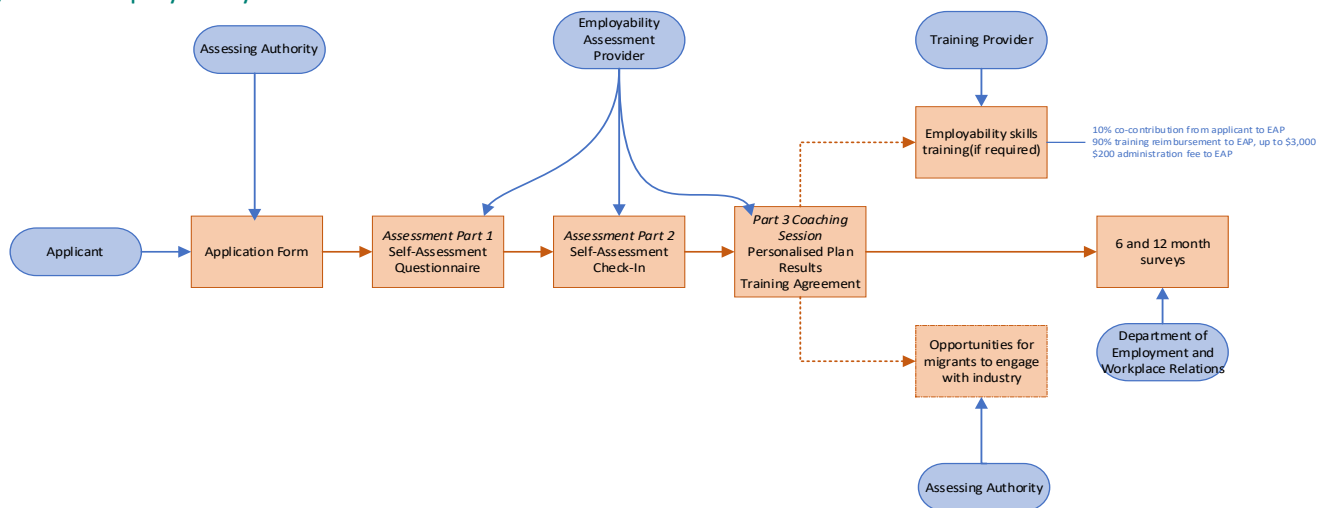 Assessing Authority
Employability
Assessment
Provider
Training Provider
Employability skills
training(if required)
10% co-contribution from applicant to EAP
90% training reimbursement to EAP, up to $3,000
$200 administration fee to EAP
Applicant
Application Form
Assessment Part 1
Self-Assessment
Questionnaire
Assessment Part 2
Self-Assessment
Check-In
Part 3 Coaching
Session
Personalised Plan
Results
Training Agreement
6 and 12 month
surveys
Opportunities for
migrants to engage
with industry
Department of
Employment and
Workplace Relations
Assessing Authority